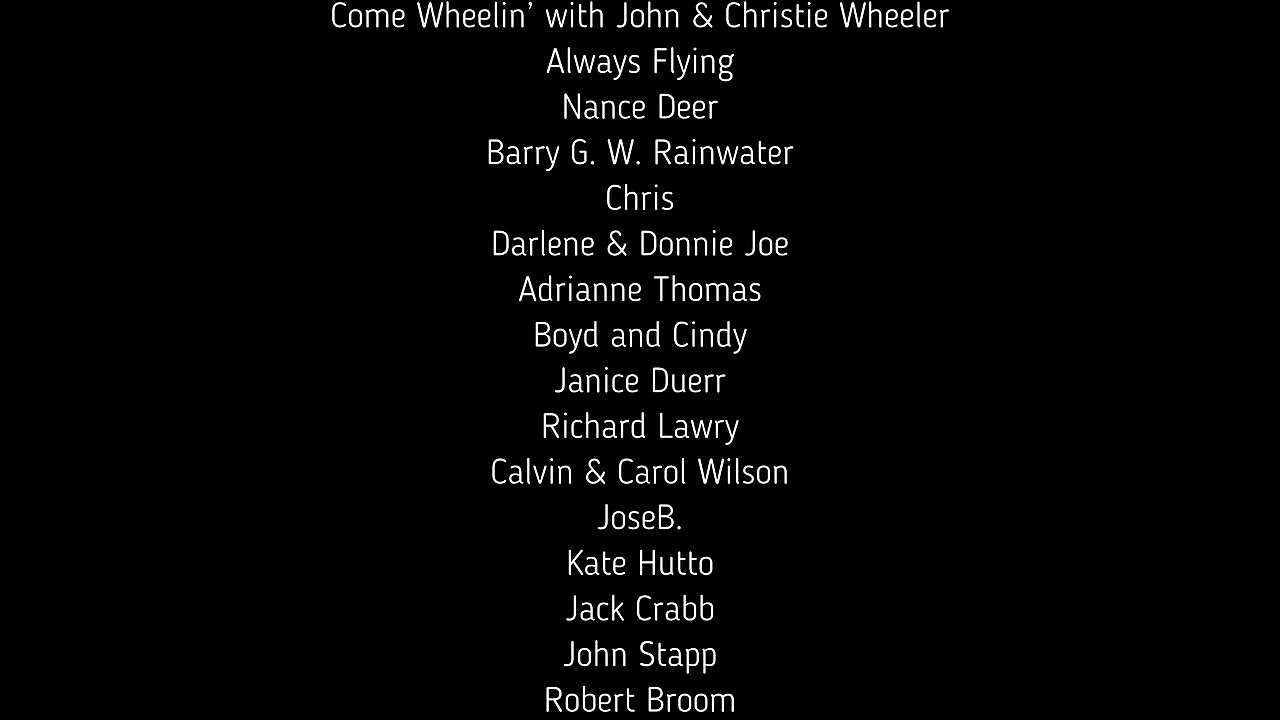 Come Wheelin’ with John & Christie Wheeler
Always Flying
Nance Deer
Barry G. W. Rainwater
Chris
Darlene & Donnie Joe
Adrianne Thomas
Boyd and Cindy
Janice Duerr
Richard Lawry
Calvin & Carol Wilson
JoseB.
Kate Hutto
Jack Crabb
John Stapp
Robert Broom